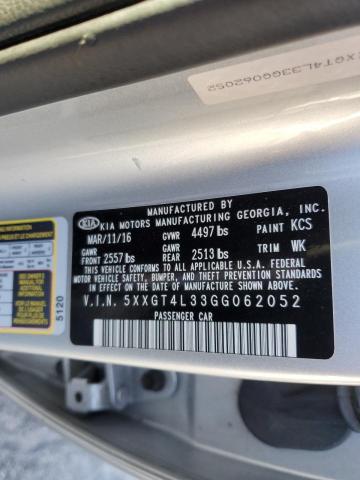 XXGT4L33GG062052
MANUFACTURED BY
KIA KIA MOTORS MANUFACTURING GEORGIA, INC.
MAR/11/16 GVWR 4497 lbs PAINT KCS
GAWR FRONT 2557 lbs GAWR REAR 2513 lbs TRIM WK
THIS VEHICLE CONFORMS TO ALL APPLICABLE U.S. FEDERAL MOTOR
VEHICLE SAFETY, BUMPER, AND THEFT PREVENTION STANDARDS
IN EFFECT ON THE DATE OF MANUFACTURE SHOWN ABOVE.
V.I.N. 5XXGT4L33GG062052
PASSENGER CAR
5120